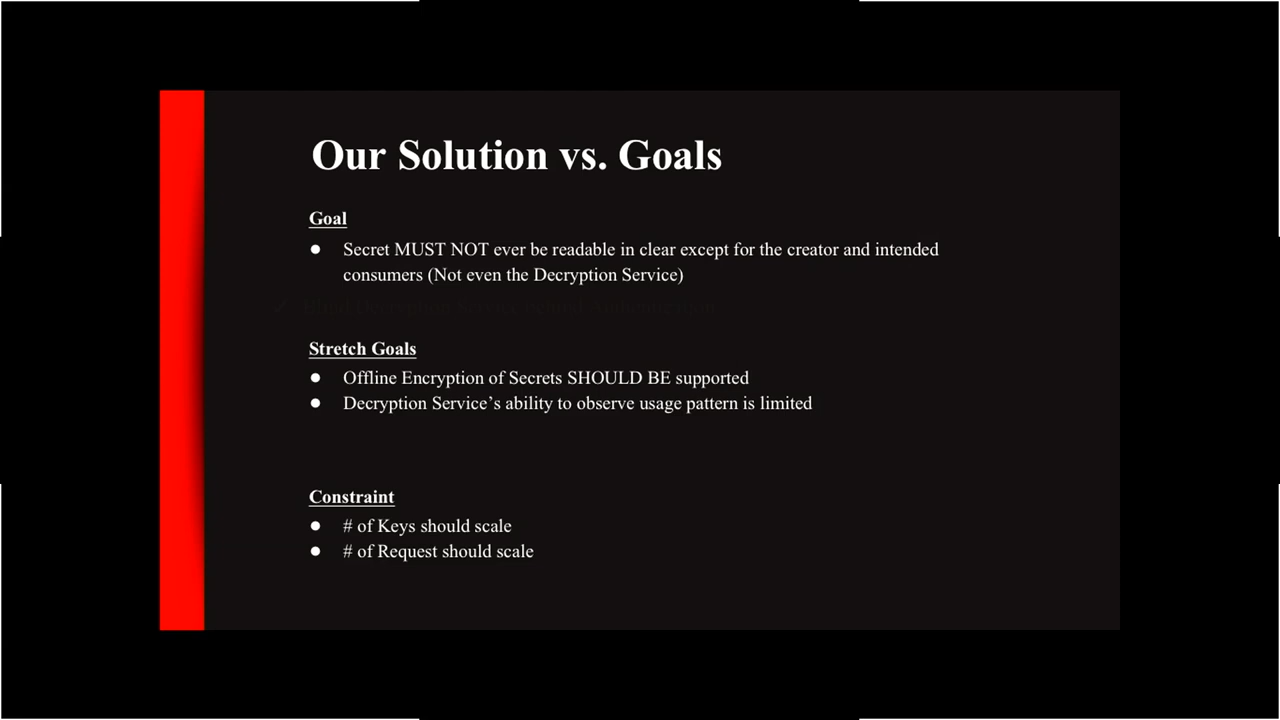 Our Solution vs. Goals
Goal
● Secret MUST NOT ever be readable in clear except for the creator and intended
consumers (Not even the Decryption Service)
Stretch Goals
● Offline Encryption of Secrets SHOULD BE supported
● Decryption Service’s ability to observe usage pattern is limited
Constraint
● # of Keys should scale
● # of Request should scale